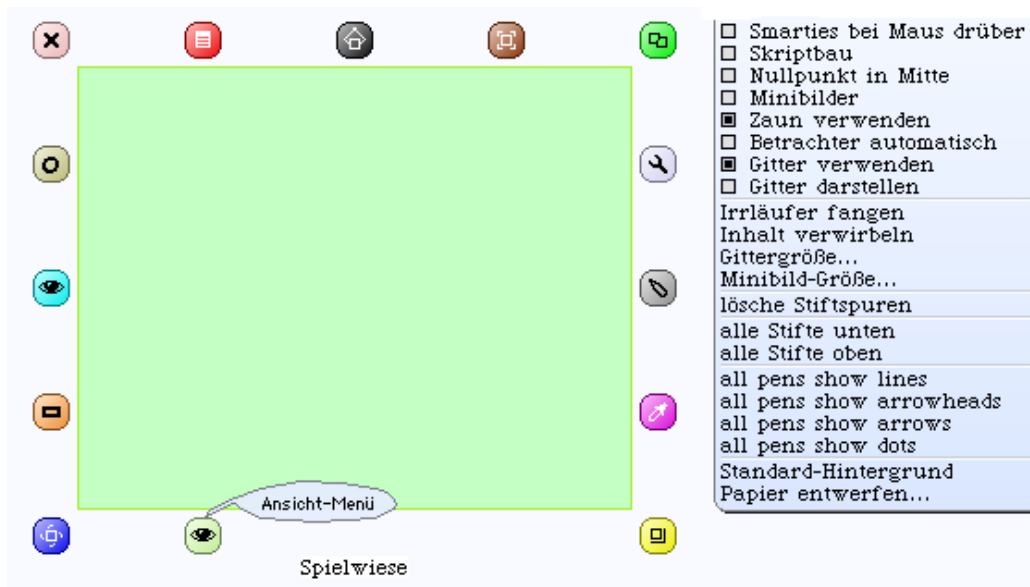 Ansicht-Menü
Spielwiese
Smarties bei Maus drüber
Skriptbau
Nullpunkt in Mitte
Minibilder
Zaun verwenden
Betrachter automatisch
Gitter verwenden
Gitter darstellen
Irrläufer fangen
Inhalt verwirbeln
Gittergröße...
Minibild-Größe...
lösche Stiftspuren
alle Stifte unten
alle Stifte oben
all pens show lines
all pens show arrowheads
all pens show arrows
all pens show dots
Standard-Hintergrund
Papier entwerfen...